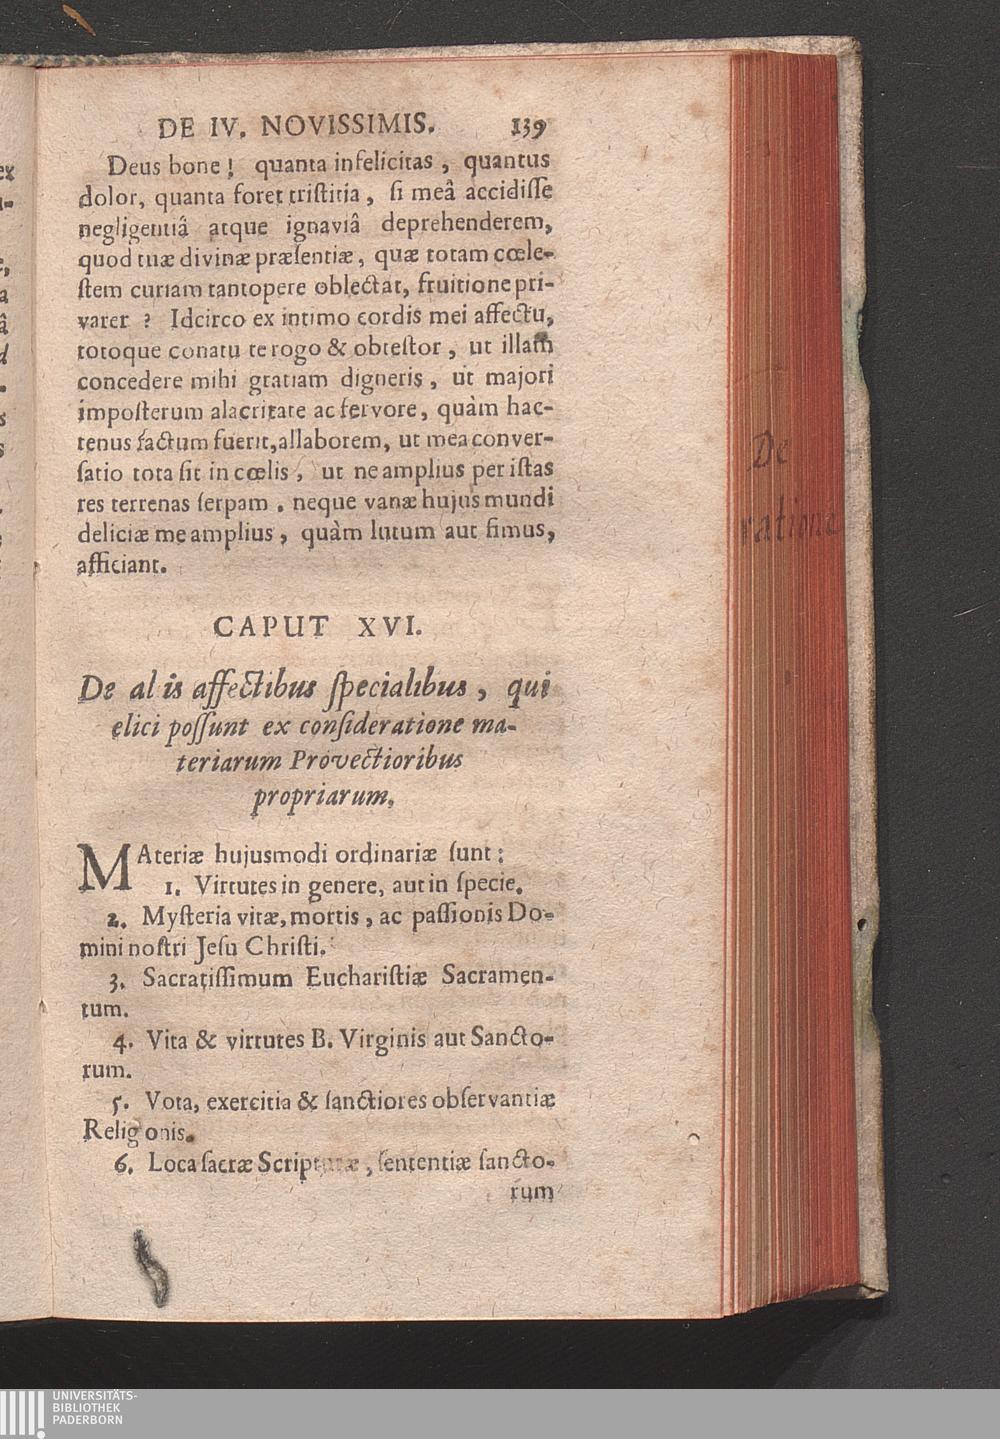 DE IV. NOVISSIMIS. 139
Deus bone! quanta infelicitas, quantus
dolor, quanta foret tristitia, si meâ accidisse
negligentiâ atque ignaviâ deprehenderem,
quod tuæ divinæ præsentiæ, quæ totam cœle-
stem curiam tantopere oblectat, fruitione pri-
varer? Idcirco ex intimo cordis mei affectu,
totoque conatu te rogo & obtestor, ut illam
concedere mihi gratiam digneris, ut majori
imposterum alacritate ac fervore, quàm hac-
tenus factum fuerit, allaborem, ut mea conver-
satio tota sit in cœlis, ut ne amplius per istas
res terrenas serpam, neque vanæ hujus mundi
deliciæ me amplius, quàm lutum aut fimus,
afficiant.
CAPUT XVI.
De al is affectibus specialibus, qui
elici possunt ex consideratione ma-
teriarum Provectioribus
propriarum.
MAteriæ hujusmodi ordinariæ sunt:
1. Virtutes in genere, aut in specie.
2. Mysteria vitæ, mortis, ac passionis Do-
mini nostri Jesu Christi.
3. Sacratissimum Eucharistiæ Sacramen-
tum.
4. Vita & virtutes B. Virginis aut Sancto-
rum.
5. Vota, exercitia & sanctiores observantiæ
Relig onis.
6. Loca sacræ Scripturæ, sententiæ sancto-
rum
De
ratione
UNIVERSITÄTS-
BIBLIOTHEK
PADERBORN